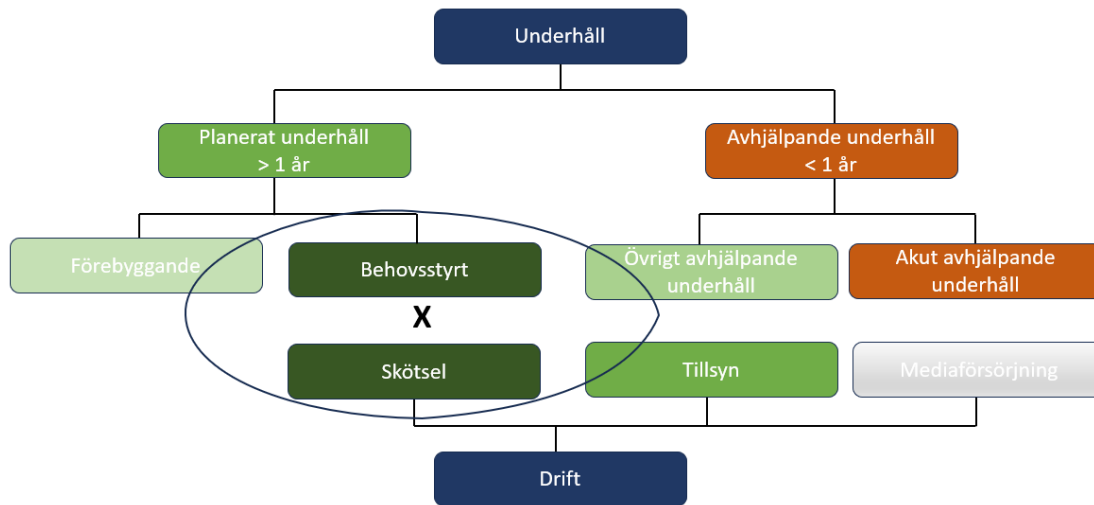 Underhåll
Planerat underhåll
> 1 år
Avhjälpande underhåll
< 1 år
Förebyggande
Behovsstyrt
Övrigt avhjälpande
underhåll
Akut avhjälpande
underhåll
X
Skötsel
Tillsyn
Mediaförsörjning
Drift